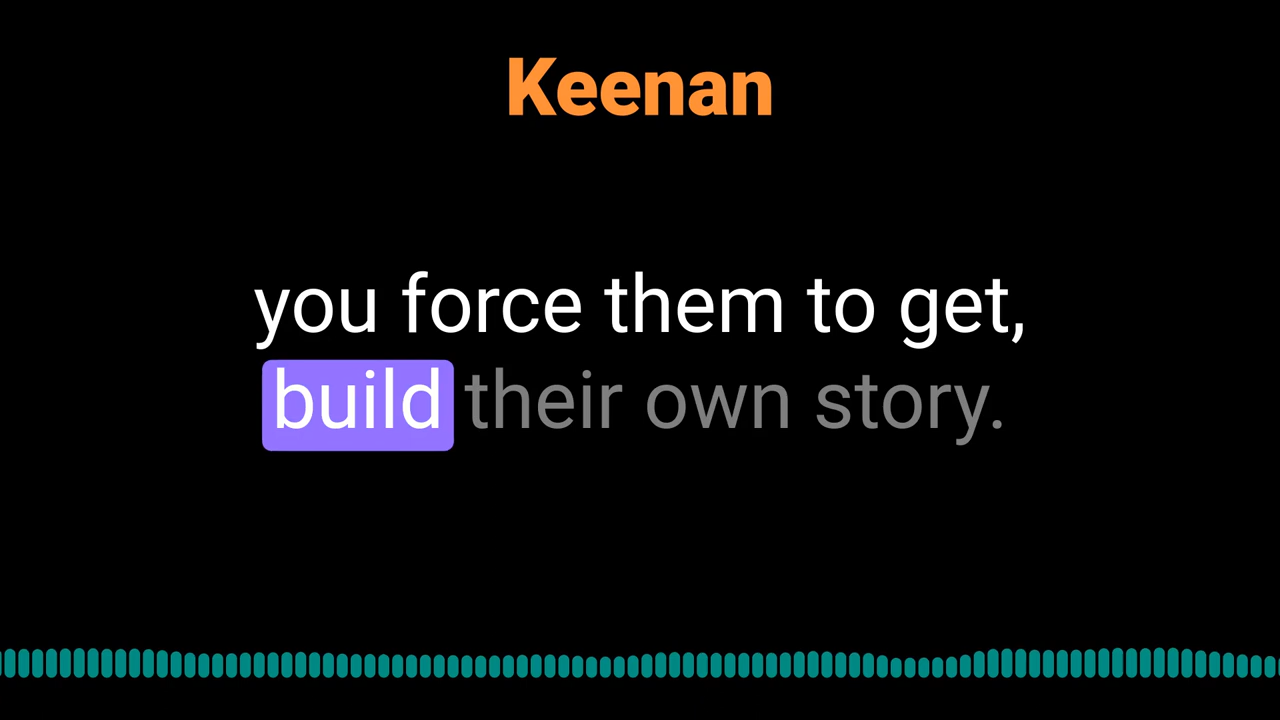 Keenan
you force them to get,
build their own story.